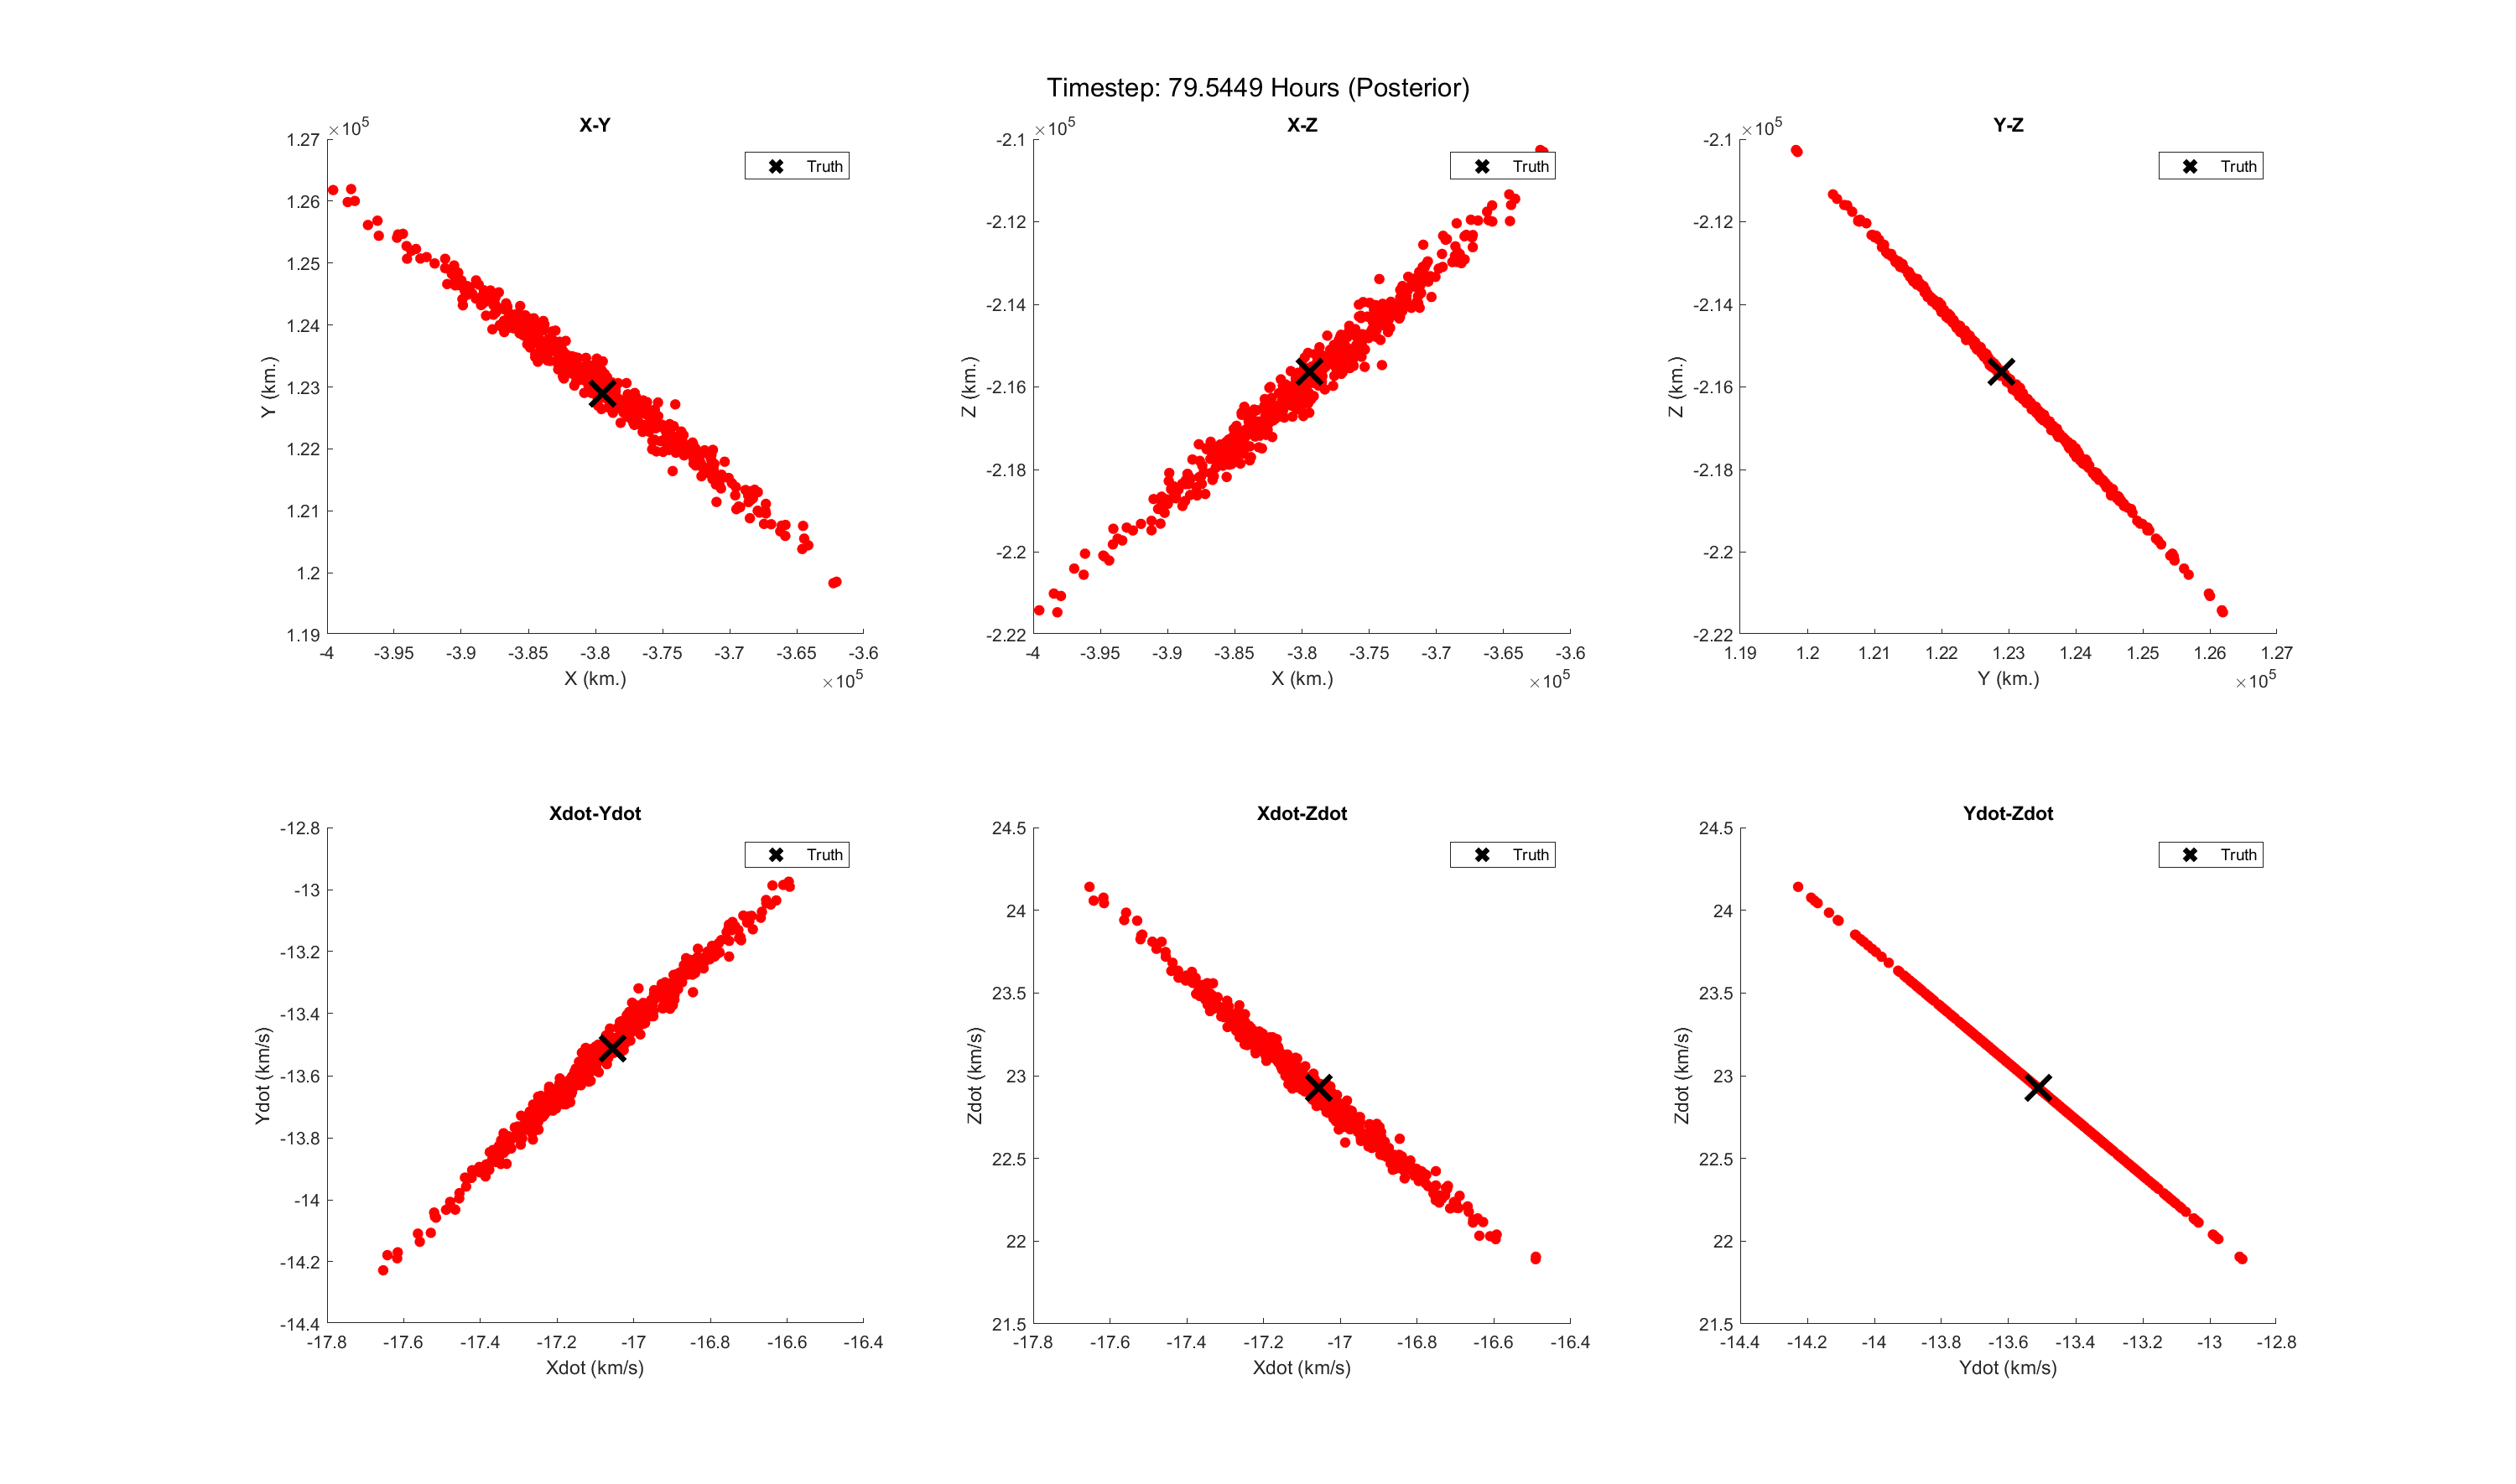 Timestep: 79.5449 Hours (Posterior)
X-Y
×10^5
1.27
1.26
1.25
1.24
1.23
1.22
1.21
1.2
1.19
Y (km.)
Truth
-4 -3.95 -3.9 -3.85 -3.8 -3.75 -3.7 -3.65 -3.6
X (km.)
×10^5
X-Z
×10^5
-2.1
-2.12
-2.14
-2.16
-2.18
-2.2
-2.22
Z (km.)
Truth
-4 -3.95 -3.9 -3.85 -3.8 -3.75 -3.7 -3.65 -3.6
X (km.)
×10^5
Y-Z
×10^5
-2.1
-2.12
-2.14
-2.16
-2.18
-2.2
-2.22
Z (km.)
Truth
1.19 1.2 1.21 1.22 1.23 1.24 1.25 1.26 1.27
Y (km.)
×10^5
Xdot-Ydot
-12.8
-13
-13.2
-13.4
-13.6
-13.8
-14
-14.2
-14.4
Ydot (km/s)
Truth
-17.8 -17.6 -17.4 -17.2 -17 -16.8 -16.6 -16.4
Xdot (km/s)
Xdot-Zdot
24.5
24
23.5
23
22.5
22
21.5
Zdot (km/s)
Truth
-17.8 -17.6 -17.4 -17.2 -17 -16.8 -16.6 -16.4
Xdot (km/s)
Ydot-Zdot
24.5
24
23.5
23
22.5
22
21.5
Zdot (km/s)
Truth
-14.4 -14.2 -14 -13.8 -13.6 -13.4 -13.2 -13 -12.8
Ydot (km/s)